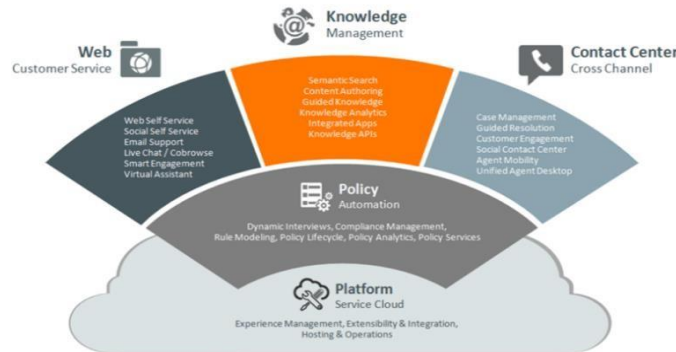 Knowledge
Management
Web
Customer Service
Contact Center
Cross Channel
Semantic Search
Content Authoring
Guided Knowledge
Knowledge Analytics
Integrated Apps
Knowledge APIs
Web Self Service
Social Self Service
Email Support
Live Chat / Cobrowse
Smart Engagement
Virtual Assistant
Case Management
Guided Resolution
Customer Engagement
Social Contact Center
Agent Mobility
Unified Agent Desktop
Policy
Automation
Dynamic Interviews, Compliance Management,
Rule Modeling, Policy Lifecycle, Policy Analytics, Policy Services
Platform
Service Cloud
Experience Management, Extensibility & Integration,
Hosting & Operations